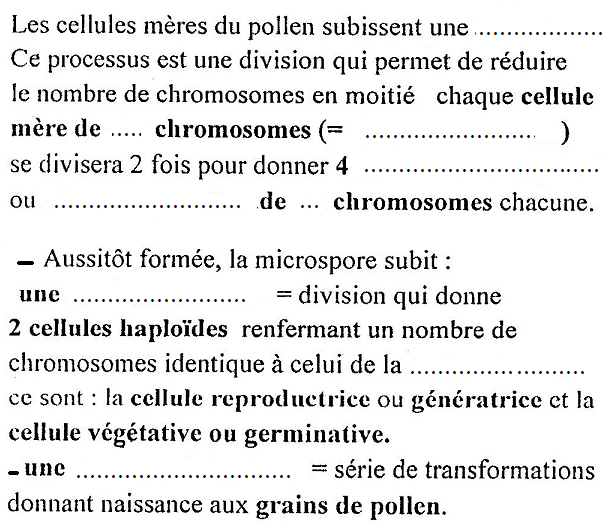 Les cellules mères du pollen subissent une ...................
Ce processus est une division qui permet de réduire
le nombre de chromosomes en moitié chaque cellule
mère de ..... chromosomes (= ......................... )
se divisera 2 fois pour donner 4 ..................................
ou ........................... de ... chromosomes chacune.
– Aussitôt formée, la microspore subit :
une ......................... = division qui donne
2 cellules haploïdes renfermant un nombre de
chromosomes identique à celui de la .........................
ce sont : la cellule reproductrice ou génératrice et la
cellule végétative ou germinative.
- une ............................... = série de transformations
donnant naissance aux grains de pollen.